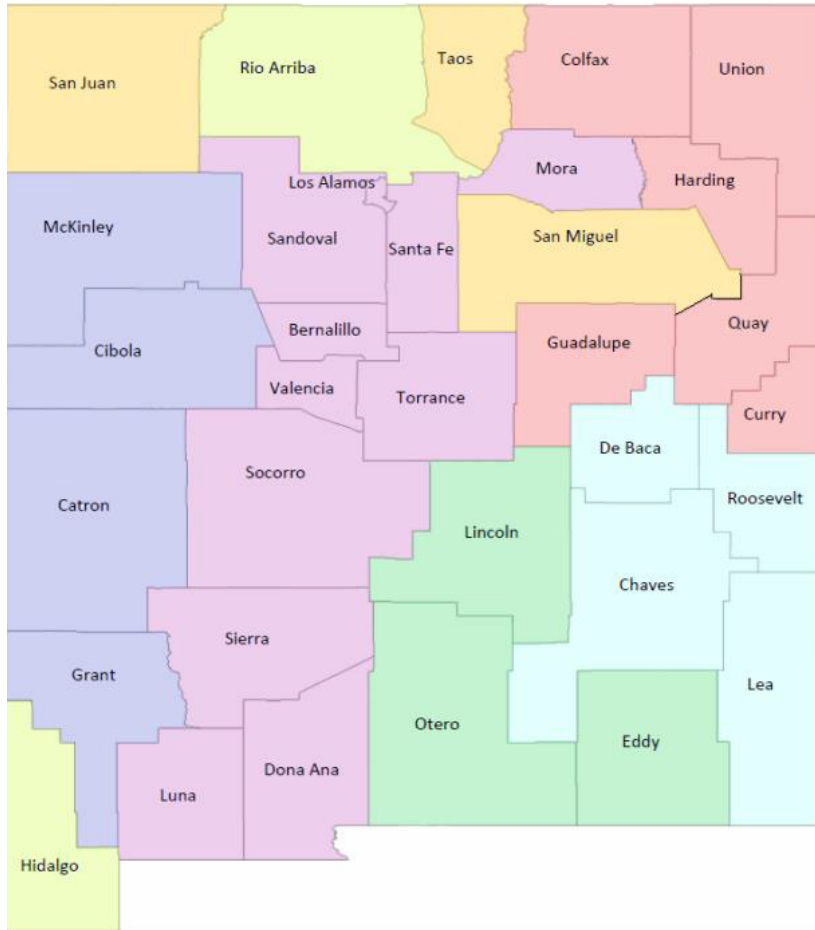 Taos
Colfax
Rio Arriba
Union
San Juan
Mora
Los Alamos
Harding
McKinley
Sandoval
Santa Fe
San Miguel
Quay
Bernalillo
Guadalupe
Cibola
Valencia
Torrance
Curry
De Baca
Socorro
Roosevelt
Catron
Lincoln
Chaves
Sierra
Grant
Lea
Otero
Eddy
Dona Ana
Luna
Hidalgo